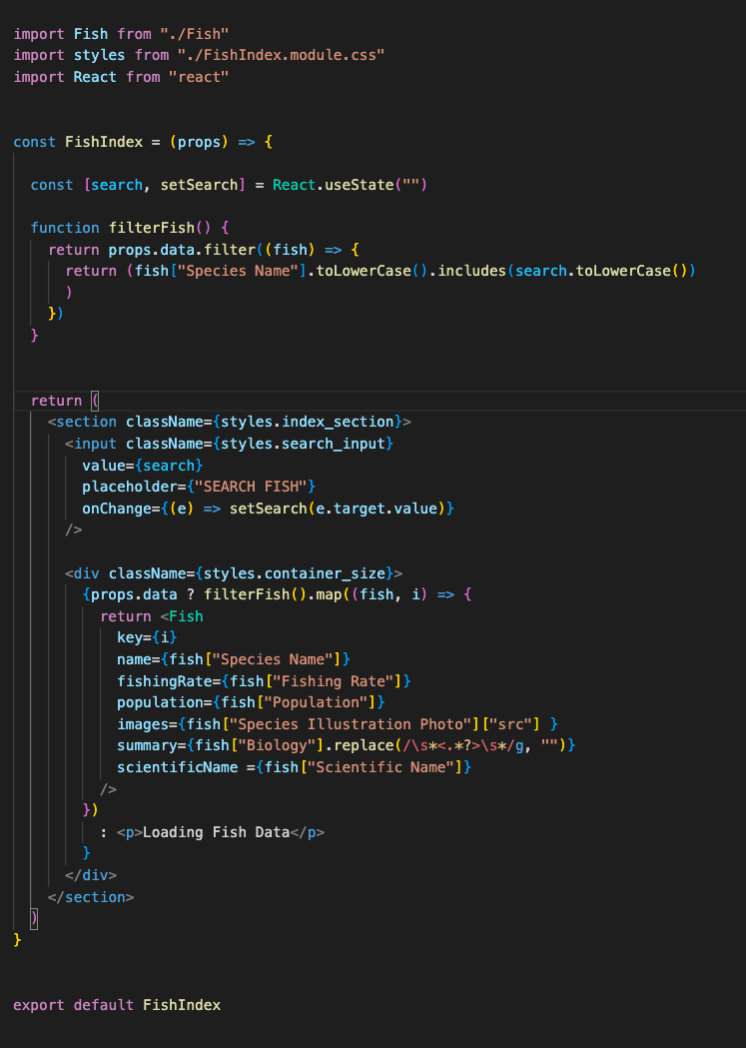 import Fish from "./Fish"
import styles from "./FishIndex.module.css"
import React from "react"
const FishIndex = (props) => {
const [search, setSearch] = React.useState("")
function filterFish() {
return props.data.filter((fish) => {
return (fish["Species Name"].toLowerCase().includes(search.toLowerCase())
)
})
}
return (
<section className={styles.index_section}>
<input className={styles.search_input}
value={search}
placeholder={"SEARCH FISH"}
onChange={(e) => setSearch(e.target.value)}
/>
<div className={styles.container_size}>
{props.data ? filterFish().map((fish, i) => {
return <Fish
key={i}
name={fish["Species Name"]}
fishingRate={fish["Fishing Rate"]}
population={fish["Population"]}
images={fish["Species Illustration Photo"]["src"] }
summary={fish["Biology"].replace(/\s*<.*?>\s*/g, "")}
scientificName ={fish["Scientific Name"]}
/>
})
: <p>Loading Fish Data</p>
}
</div>
</section>
)
}
export default FishIndex